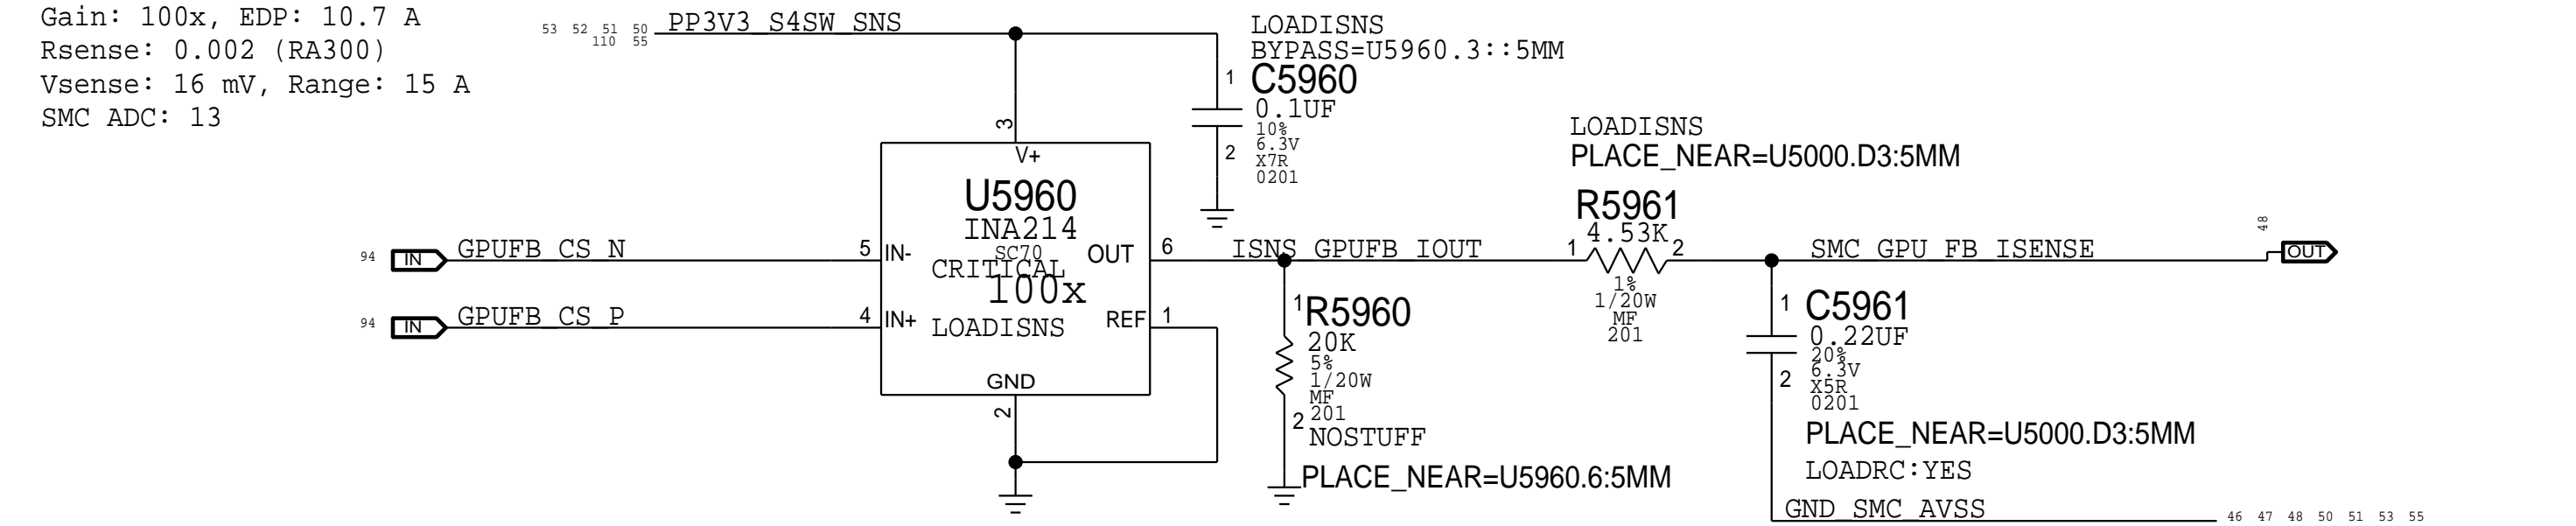 Gain: 100x, EDP: 10.7 A
Rsense: 0.002 (RA300)
Vsense: 16 mV, Range: 15 A
SMC ADC: 13
53 52 51 50
110 55
PP3V3_S4SW_SNS
LOADISNS
BYPASS=U5960.3::5MM
1
C5960
0.1UF
10%
6.3V
2
X7R
0201
3
V+
U5960
INA214
SC70
CRITICAL
100x
LOADISNS
94 IN GPUFB_CS_N 5 IN-
94 IN GPUFB_CS_P 4 IN+
OUT 6
REF 1
GND
2
ISNS_GPUFB_IOUT
LOADISNS
PLACE_NEAR=U5000.D3:5MM
R5961
4.53K
1 2
1%
1/20W
MF
201
1
R5960
20K
5%
1/20W
MF
201
2
NOSTUFF
PLACE_NEAR=U5960.6:5MM
SMC_GPU_FB_ISENSE
48
OUT
1
C5961
0.22UF
20%
6.3V
2
X5R
0201
PLACE_NEAR=U5000.D3:5MM
LOADRC:YES
GND_SMC_AVSS
46 47 48 50 51 53 55